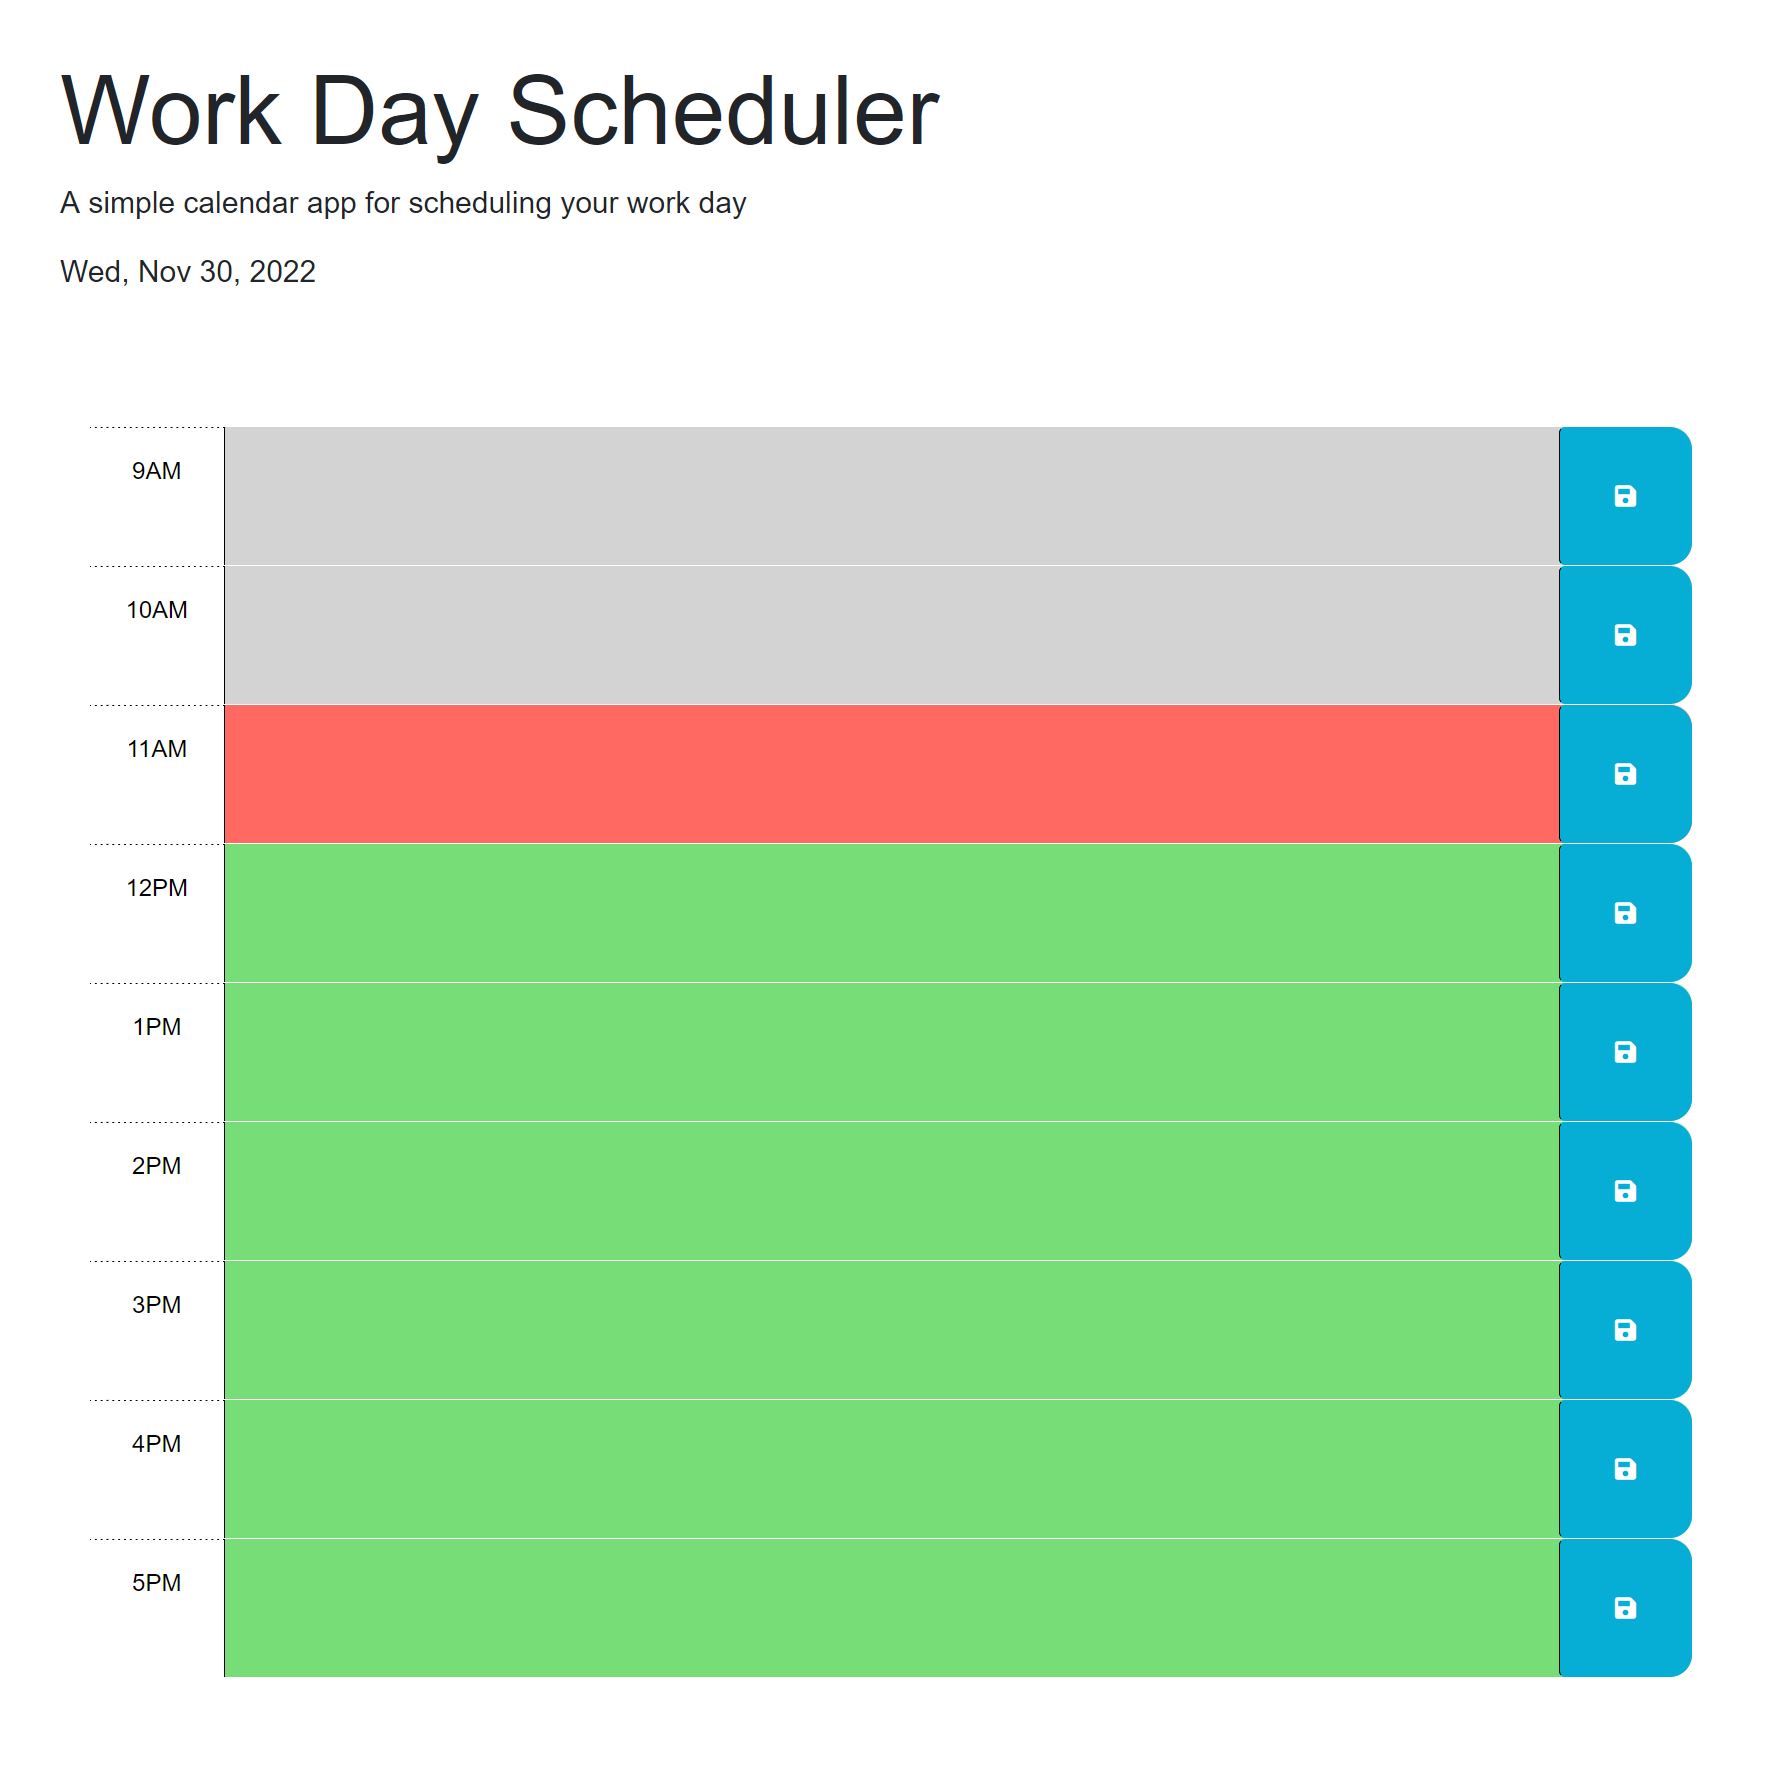 Work Day Scheduler
A simple calendar app for scheduling your work day
Wed, Nov 30, 2022
9AM
10AM
11AM
12PM
1PM
2PM
3PM
4PM
5PM